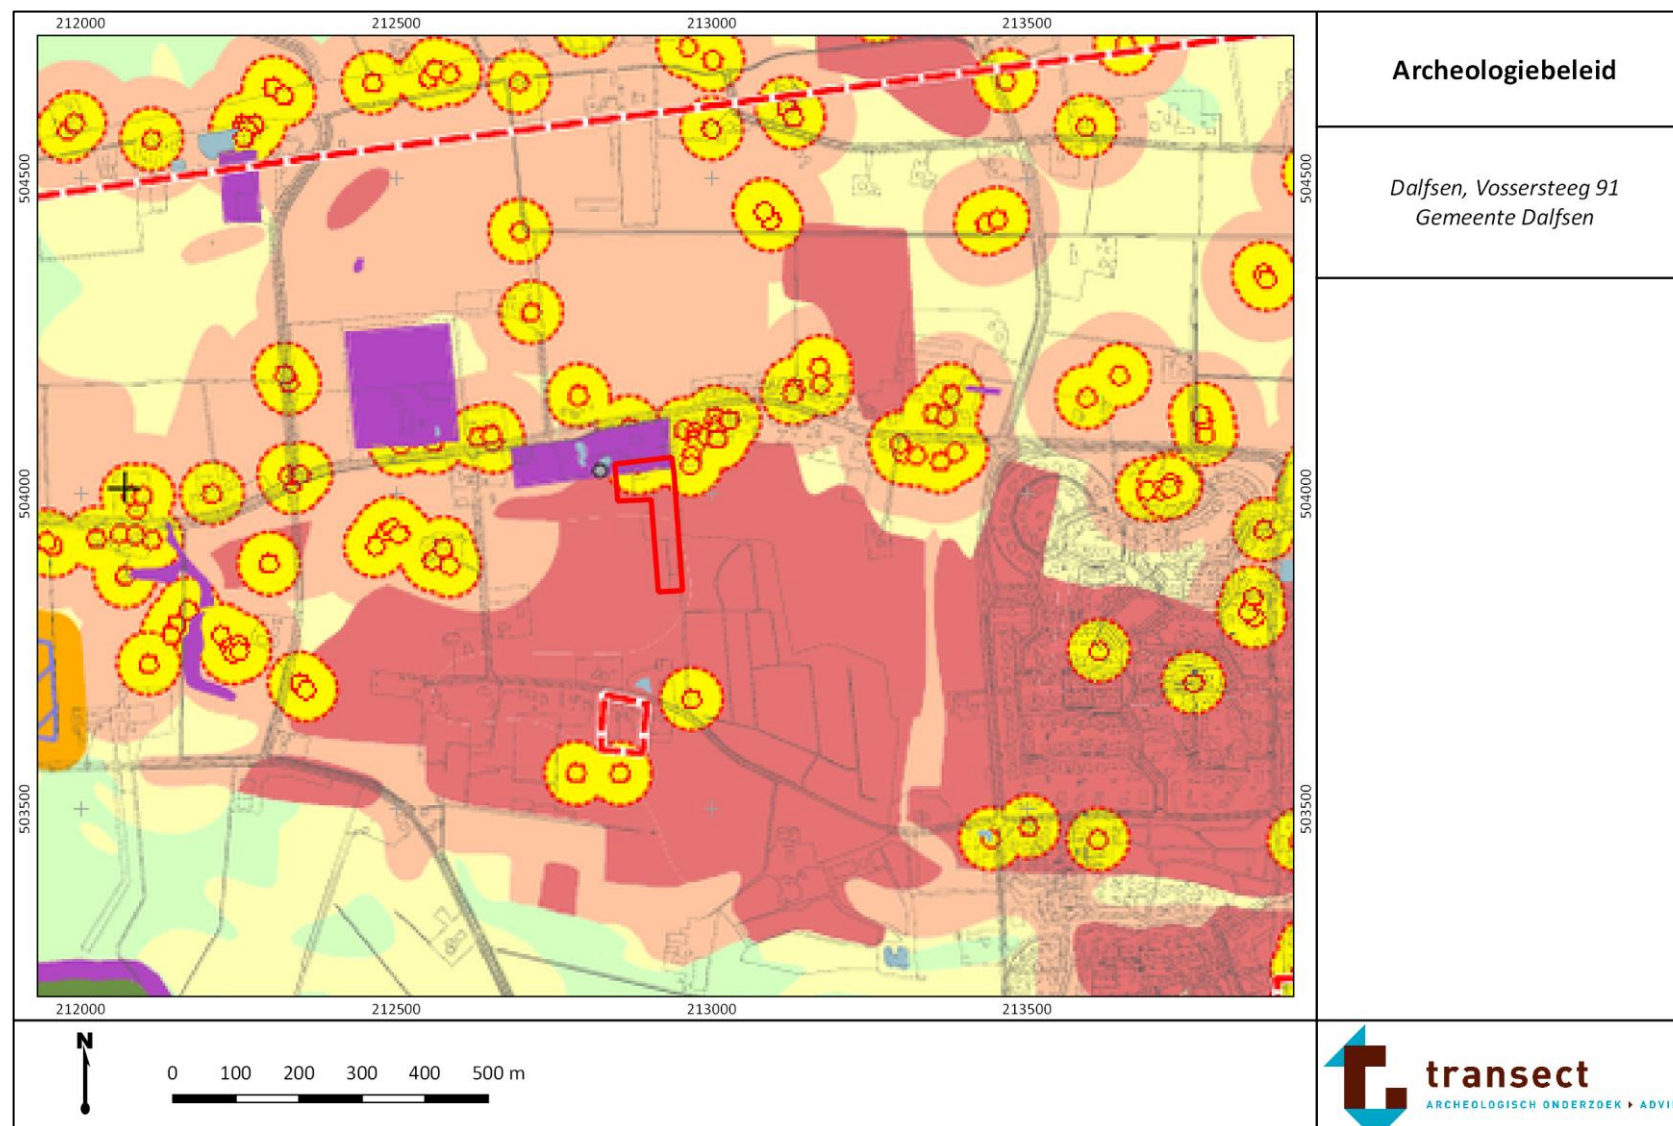 212000 212500 213000 213500
Archeologiebeleid
Dalfsen, Vossersteeg 91
Gemeente Dalfsen
504500
504500
504000
504000
503500
503500
212000 212500 213000 213500
N
0 100 200 300 400 500 m
transect
ARCHEOLOGISCH ONDERZOEK ▸ ADVI